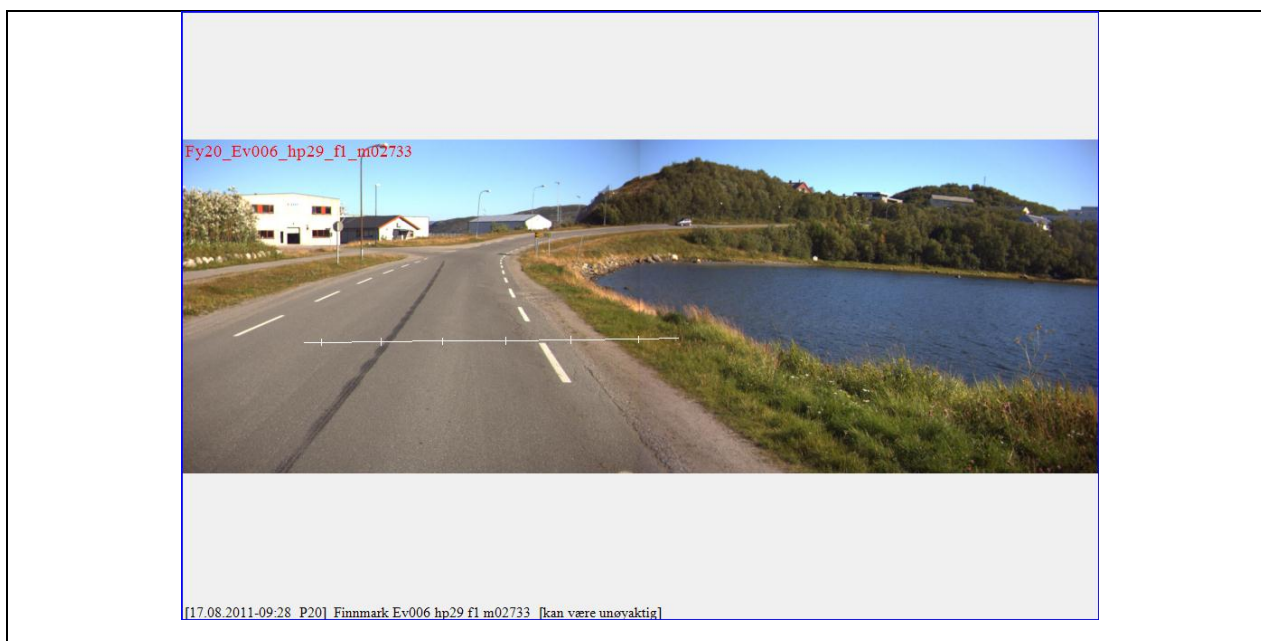 Fy20_Ev006_hp29_f1_m02733
[17.08.2011-09:28 P20] Finnmark Ev006 hp29 f1 m02733 [kan være unøyaktig]